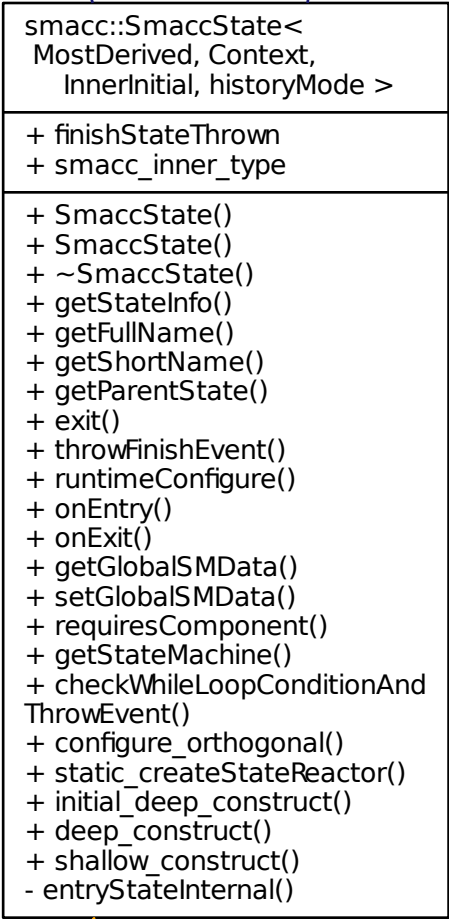 smacc::SmaccState<
MostDerived, Context,
InnerInitial, historyMode >
+ finishStateThrown
+ smacc_inner_type
+ SmaccState()
+ SmaccState()
+ ~SmaccState()
+ getStateInfo()
+ getFullName()
+ getShortName()
+ getParentState()
+ exit()
+ throwFinishEvent()
+ runtimeConfigure()
+ onEntry()
+ onExit()
+ getGlobalSMData()
+ setGlobalSMData()
+ requiresComponent()
+ getStateMachine()
+ checkWhileLoopConditionAnd
ThrowEvent()
+ configure_orthogonal()
+ static_createStateReactor()
+ initial_deep_construct()
+ deep_construct()
+ shallow_construct()
- entryStateInternal()